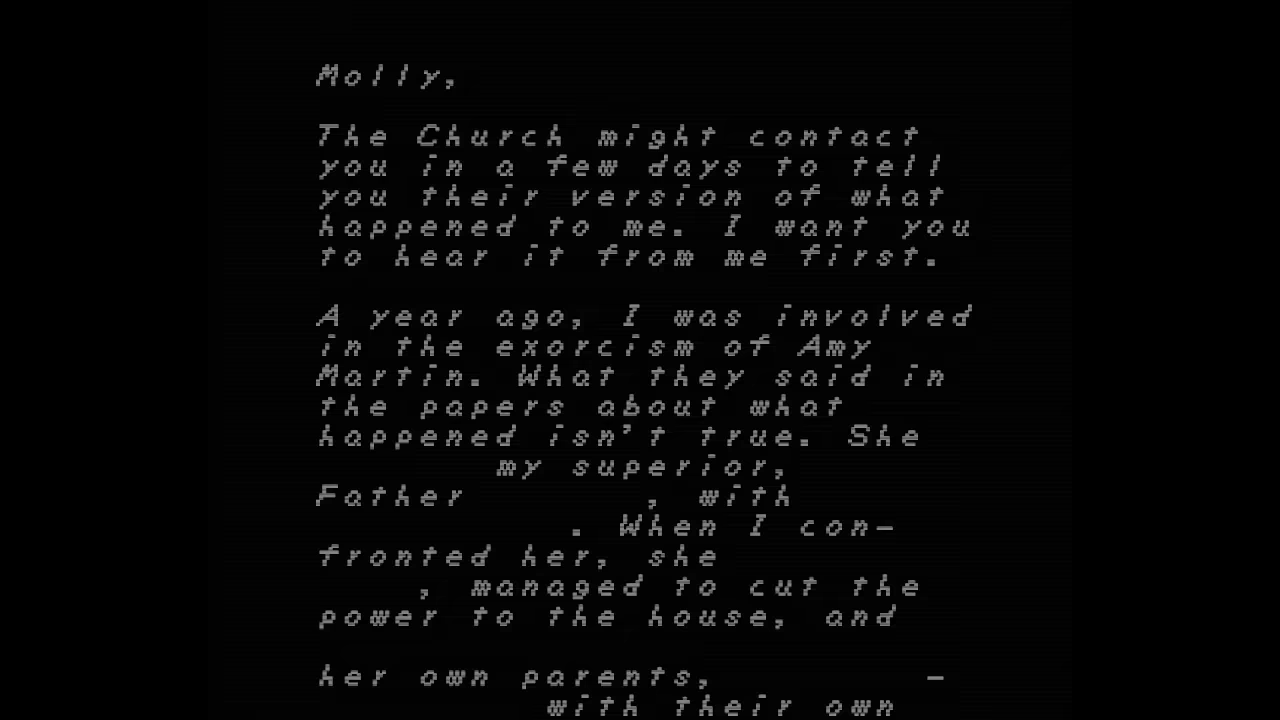 Molly,
The Church might contact
you in a few days to tell
you their version of what
happened to me. I want you
to hear it from me first.
A year ago, I was involved
in the exorcism of Amy
Martin. What they said in
the papers about what
happened isn't true. She
my superior,
Father , with
. When I con-
fronted her, she
, managed to cut the
power to the house, and
her own parents, -
with their own